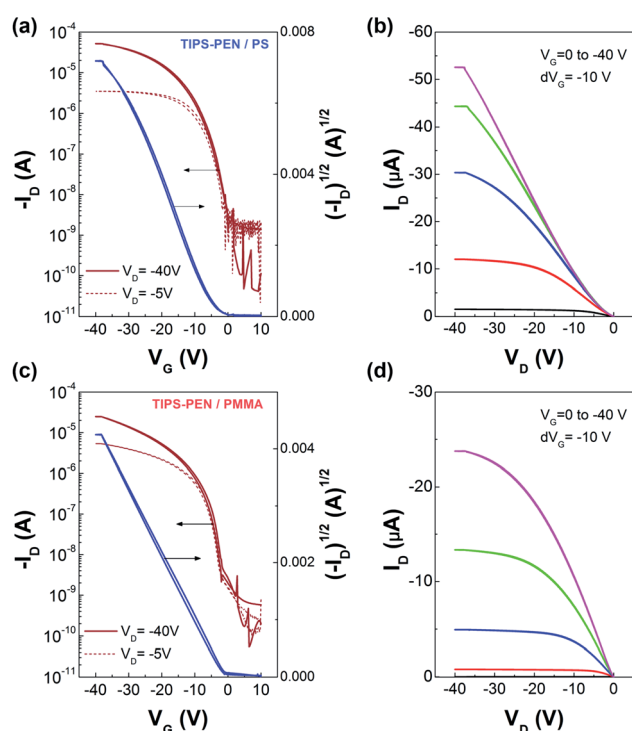 (a)
TIPS-PEN / PS
10⁻⁴
10⁻⁵
10⁻⁶
10⁻⁷
10⁻⁸
10⁻⁹
10⁻¹⁰
10⁻¹¹
-I_D (A)
V_D= -40V
V_D= -5V
0.008
0.004
0.000
(-I_D)^1/2 (A)^1/2
-40 -30 -20 -10 0 10
V_G (V)
(b)
V_G=0 to -40 V
dV_G= -10 V
-60
-50
-40
-30
-20
-10
0
I_D (µA)
-40 -30 -20 -10 0
V_D (V)
(c)
TIPS-PEN / PMMA
10⁻⁴
10⁻⁵
10⁻⁶
10⁻⁷
10⁻⁸
10⁻⁹
10⁻¹⁰
10⁻¹¹
-I_D (A)
V_D= -40V
V_D= -5V
0.004
0.002
0.000
(-I_D)^1/2 (A)^1/2
-40 -30 -20 -10 0 10
V_G (V)
(d)
V_G=0 to -40 V
dV_G= -10 V
-30
-20
-10
0
I_D (µA)
-40 -30 -20 -10 0
V_D (V)